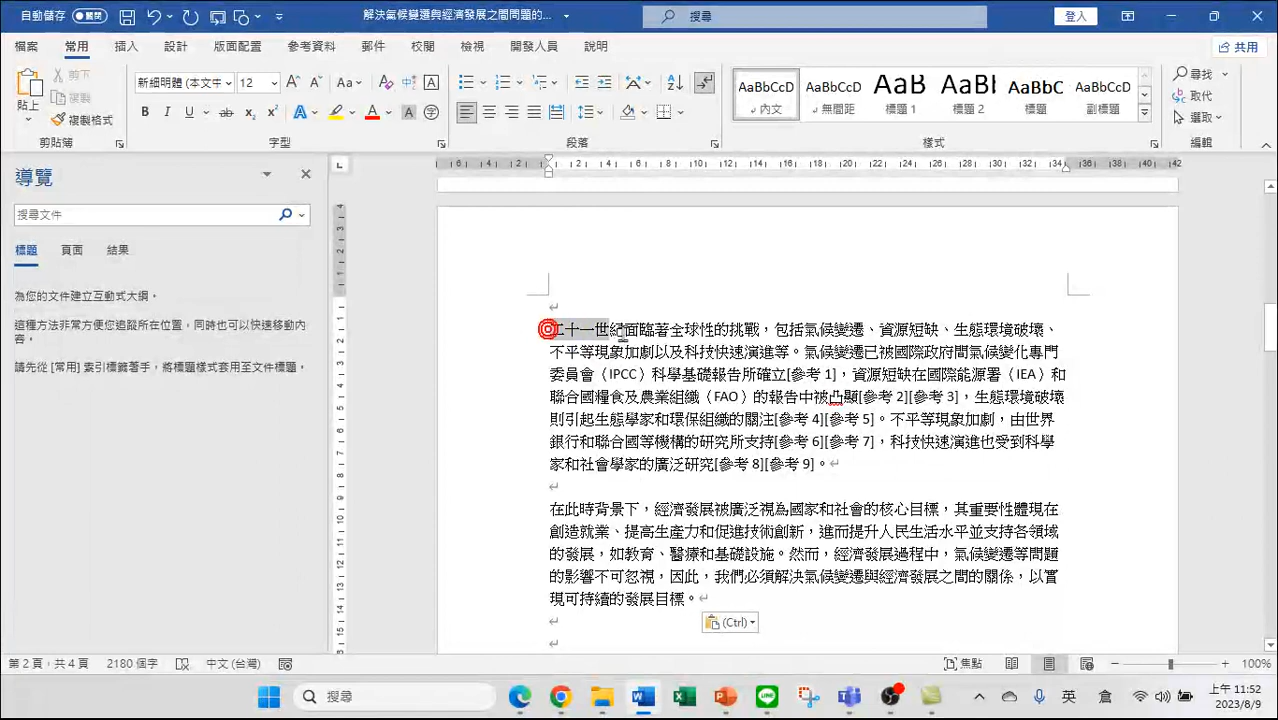 自動儲存 關閉
解決氣候變遷與經濟發展之間問題的...
搜尋
登入
檔案 常用 插入 設計 版面配置 參考資料 郵件 校閱 檢視 開發人員 說明
共用
貼上
剪下
複製
複製格式
新細明體 (本文中 12
AaBbCcDc AaBbCcDc AaB AaBl AaBbC AaBbCcDc
↵ 內文 ↵ 無間距 標題 1 標題 2 標題 副標題
尋找
取代
選取
剪貼簿 字型 段落 樣式 編輯
導覽
搜尋文件
標題 頁面 結果
為您的文件建立互動式大綱。
這種方法非常方便您追蹤所在位置,同時也可以快速移動內容。
請先從 [常用] 索引標籤著手,將標題樣式套用至文件標題。
二十一世紀面臨著全球性的挑戰,包括氣候變遷、資源短缺、生態環境破壞、
不平等現象加劇以及科技快速演進等。氣候變遷已被國際政府間氣候變化專門
委員會(IPCC)科學基礎報告所確立[參考 1],資源短缺在國際能源署(IEA)和
聯合國糧食及農業組織(FAO)的報告中被凸顯[參考 2][參考 3],生態環境破壞
則引起生態學家和環保組織的關注[參考 4][參考 5]。不平等現象加劇,由世界
銀行和聯合國等機構的研究所支持[參考 6][參考 7],科技快速演進也受到科學
家和社會學家的廣泛研究[參考 8][參考 9]。
在此時背景下,經濟發展被廣泛視為國家和社會的核心目標,其重要性體現在
創造就業、提高生產力和促進技術創新,進而提升人民生活水平並支持各領域
的發展,如教育、醫療和基礎設施。然而,經濟發展過程中,氣候變遷等問題
的影響不可忽視,因此,我們必須解決氣候變遷與經濟發展之間的關係,以實
現可持續的發展目標。
(Ctrl)
第 2 頁,共 4 頁 2180 個字 中文 (台灣)
焦點
100%
搜尋
英
上午 11:52
2023/8/9